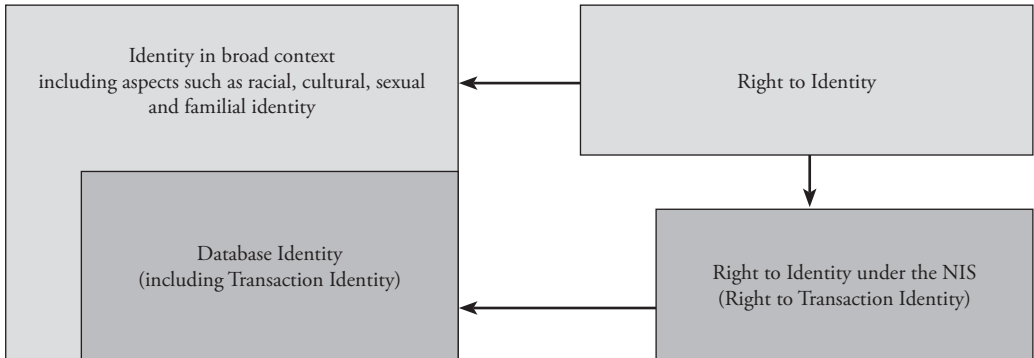 Identity in broad context
including aspects such as racial, cultural, sexual
and familial identity
Right to Identity
Database Identity
(including Transaction Identity)
Right to Identity under the NIS
(Right to Transaction Identity)